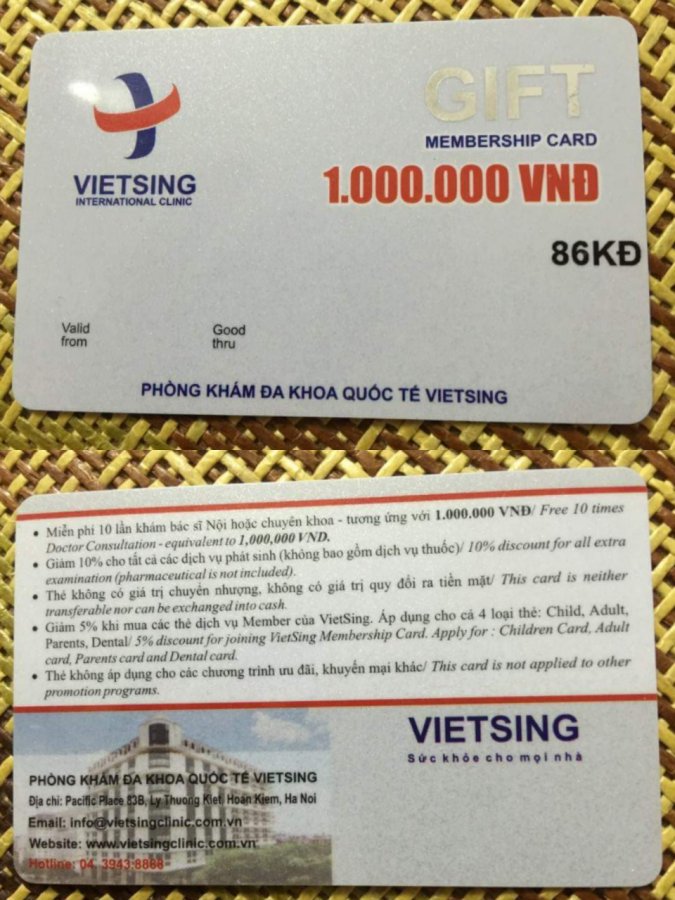 VIETSING
INTERNATIONAL CLINIC
GIFT
MEMBERSHIP CARD
1.000.000 VNĐ
86KĐ
Valid
from
Good
thru
PHÒNG KHÁM ĐA KHOA QUỐC TẾ VIETSING
• Miễn phí 10 lần khám bác sĩ Nội hoặc chuyên khoa - tương ứng với 1.000.000 VNĐ/ Free 10 times
Doctor Consultation - equivalent to 1,000,000 VND.
• Giảm 10% cho tất cả các dịch vụ phát sinh (không bao gồm dịch vụ thuốc)/ 10% discount for all extra
examination (pharmaceutical is not included).
• Thẻ không có giá trị chuyển nhượng, không có giá trị quy đổi ra tiền mặt/ This card is neither
transferable nor can be exchanged into cash.
• Giảm 5% khi mua các thẻ dịch vụ Member của VietSing. Áp dụng cho cả 4 loại thẻ: Child, Adult,
Parents, Dental/ 5% discount for joining VietSing Membership Card. Apply for : Children Card, Adult
card, Parents card and Dental card.
• Thẻ không áp dụng cho các chương trình ưu đãi, khuyến mại khác/ This card is not applied to other
promotion programs.
VIETSING
Sức khỏe cho mọi nhà
PHÒNG KHÁM ĐA KHOA QUỐC TẾ VIETSING
Địa chỉ: Pacific Place 83B, Ly Thuong Kiet, Hoan Kiem, Ha Noi
Email: info@vietsingclinic.com.vn
Website: www.vietsingclinic.com.vn
Hotline: 04. 3943.8888